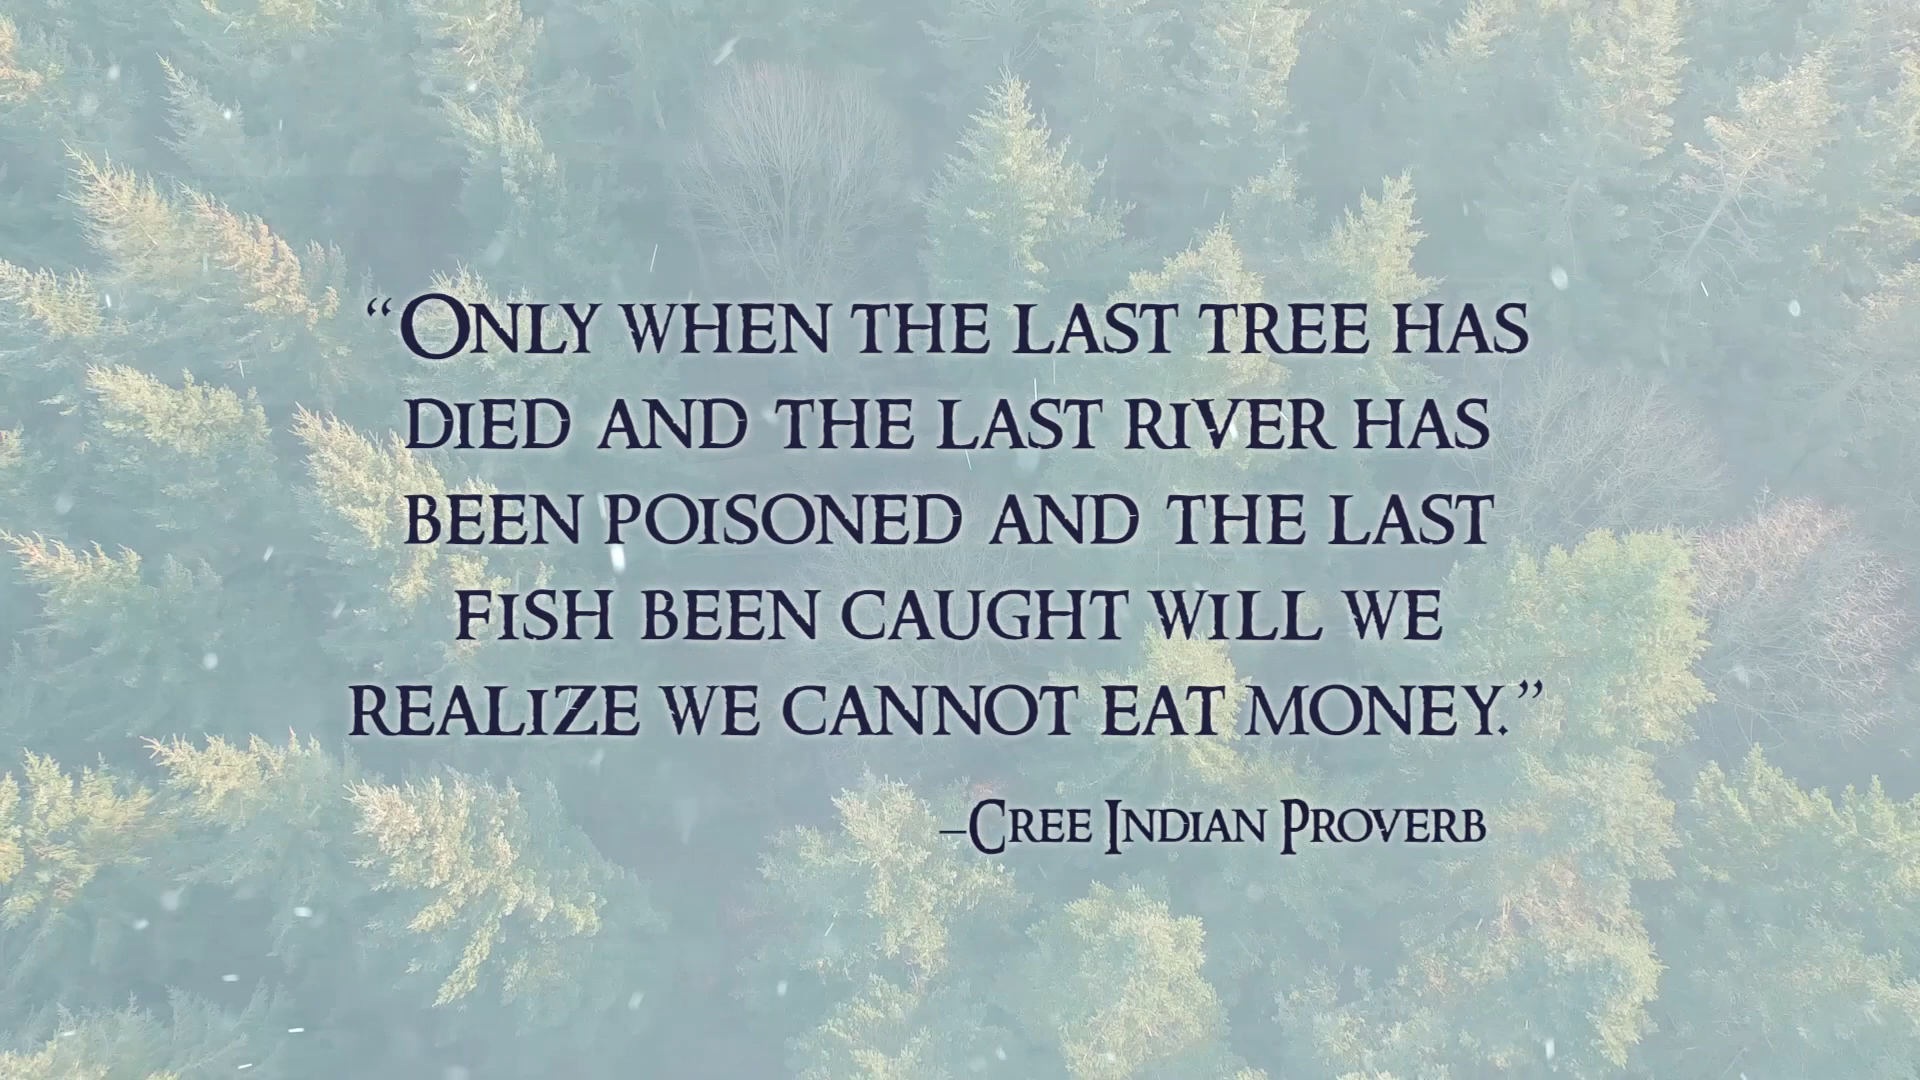 “Only when the last tree has
died and the last river has
been poisoned and the last
fish been caught will we
realize we cannot eat money.”
–Cree Indian Proverb